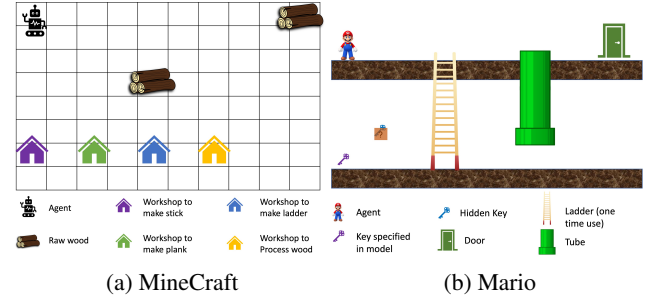 Agent
Workshop to
make stick
Workshop to
make ladder
Raw wood
Workshop to
make plank
Workshop to
Process wood
Agent
Hidden Key
Ladder (one
time use)
Key specified
in model
Door
Tube
(a) MineCraft
(b) Mario